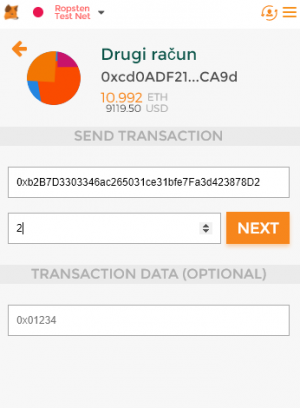 Ropsten
Test Net
Drugi račun
0xcd0ADF21...CA9d
10.992 ETH
9119.50 USD
SEND TRANSACTION
0xb2B7D3303346ac265031ce31bfe7Fa3d423878D2
2
NEXT
TRANSACTION DATA (OPTIONAL)
0x01234